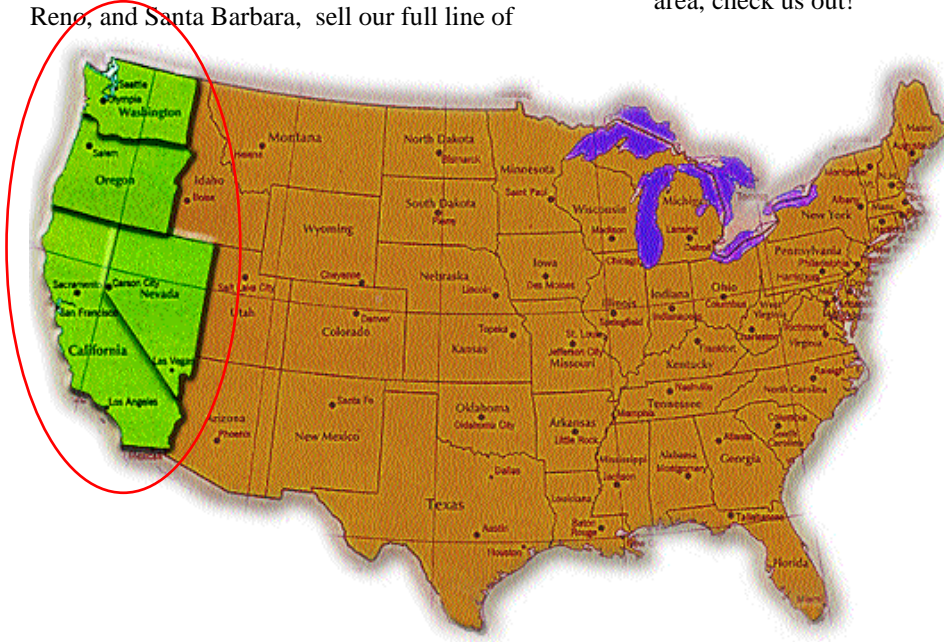 Reno, and Santa Barbara, sell our full line of
area, check us out!
Seattle
Olympia
Washington
Salem
Oregon
Montana
Helena
Idaho
Boise
North Dakota
Bismarck
South Dakota
Pierre
Minnesota
Saint Paul
Wisconsin
Madison
Lansing
Detroit
Maine
Augusta
Montpelier
Albany
New York
Mass.
Wyoming
Cheyenne
Nebraska
Lincoln
Iowa
Des Moines
Chicago
Illinois
Springfield
Indiana
Indianapolis
Ohio
Columbus
Pennsylvania
Philadelphia
Harrisburg
West
Virginia
Charleston
Richmond
Virginia
Sacramento
Carson City
Nevada
San Francisco
California
Las Vegas
Los Angeles
Salt Lake City
Utah
Denver
Colorado
Topeka
Kansas
St. Louis
Jefferson City
Missouri
Kentucky
Frankfort
Raleigh
North Carolina
Nashville
Tennessee
Memphis
Arizona
Phoenix
Santa Fe
New Mexico
Oklahoma
Oklahoma City
Arkansas
Little Rock
Columbia
South
Carolina
Atlanta
Georgia
Alabama
Montgomery
Mississippi
Jackson
Dallas
Texas
Austin
Houston
Louisiana
Baton
Rouge
Tallahassee
Florida
Miami